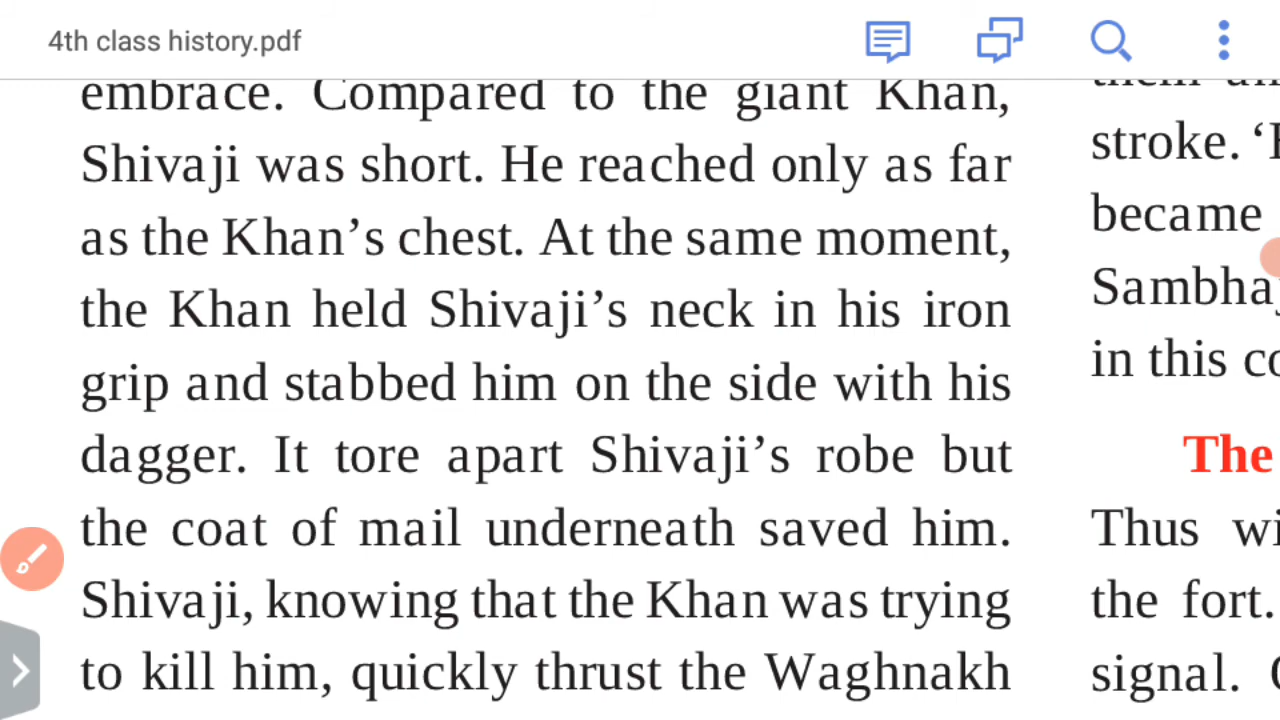 4th class history.pdf
embrace. Compared to the giant Khan,
Shivaji was short. He reached only as far
as the Khan’s chest. At the same moment,
the Khan held Shivaji’s neck in his iron
grip and stabbed him on the side with his
dagger. It tore apart Shivaji’s robe but
the coat of mail underneath saved him.
Shivaji, knowing that the Khan was trying
to kill him, quickly thrust the Waghnakh
stroke.
became
in this
The
Thus
the fort.
signal.